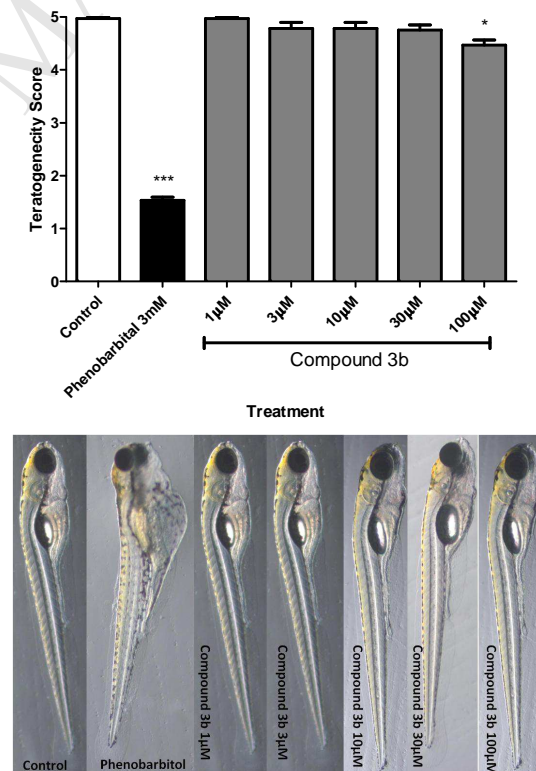 Teratogenecity Score
5
4
3
2
1
0
***
*
Control
Phenobarbital 3mM
1µM
3µM
10µM
30µM
100µM
Compound 3b
Treatment
Control
Phenobarbitol
Compound 3b 1µM
Compound 3b 3µM
Compound 3b 10µM
Compound 3b 30µM
Compound 3b 100µM